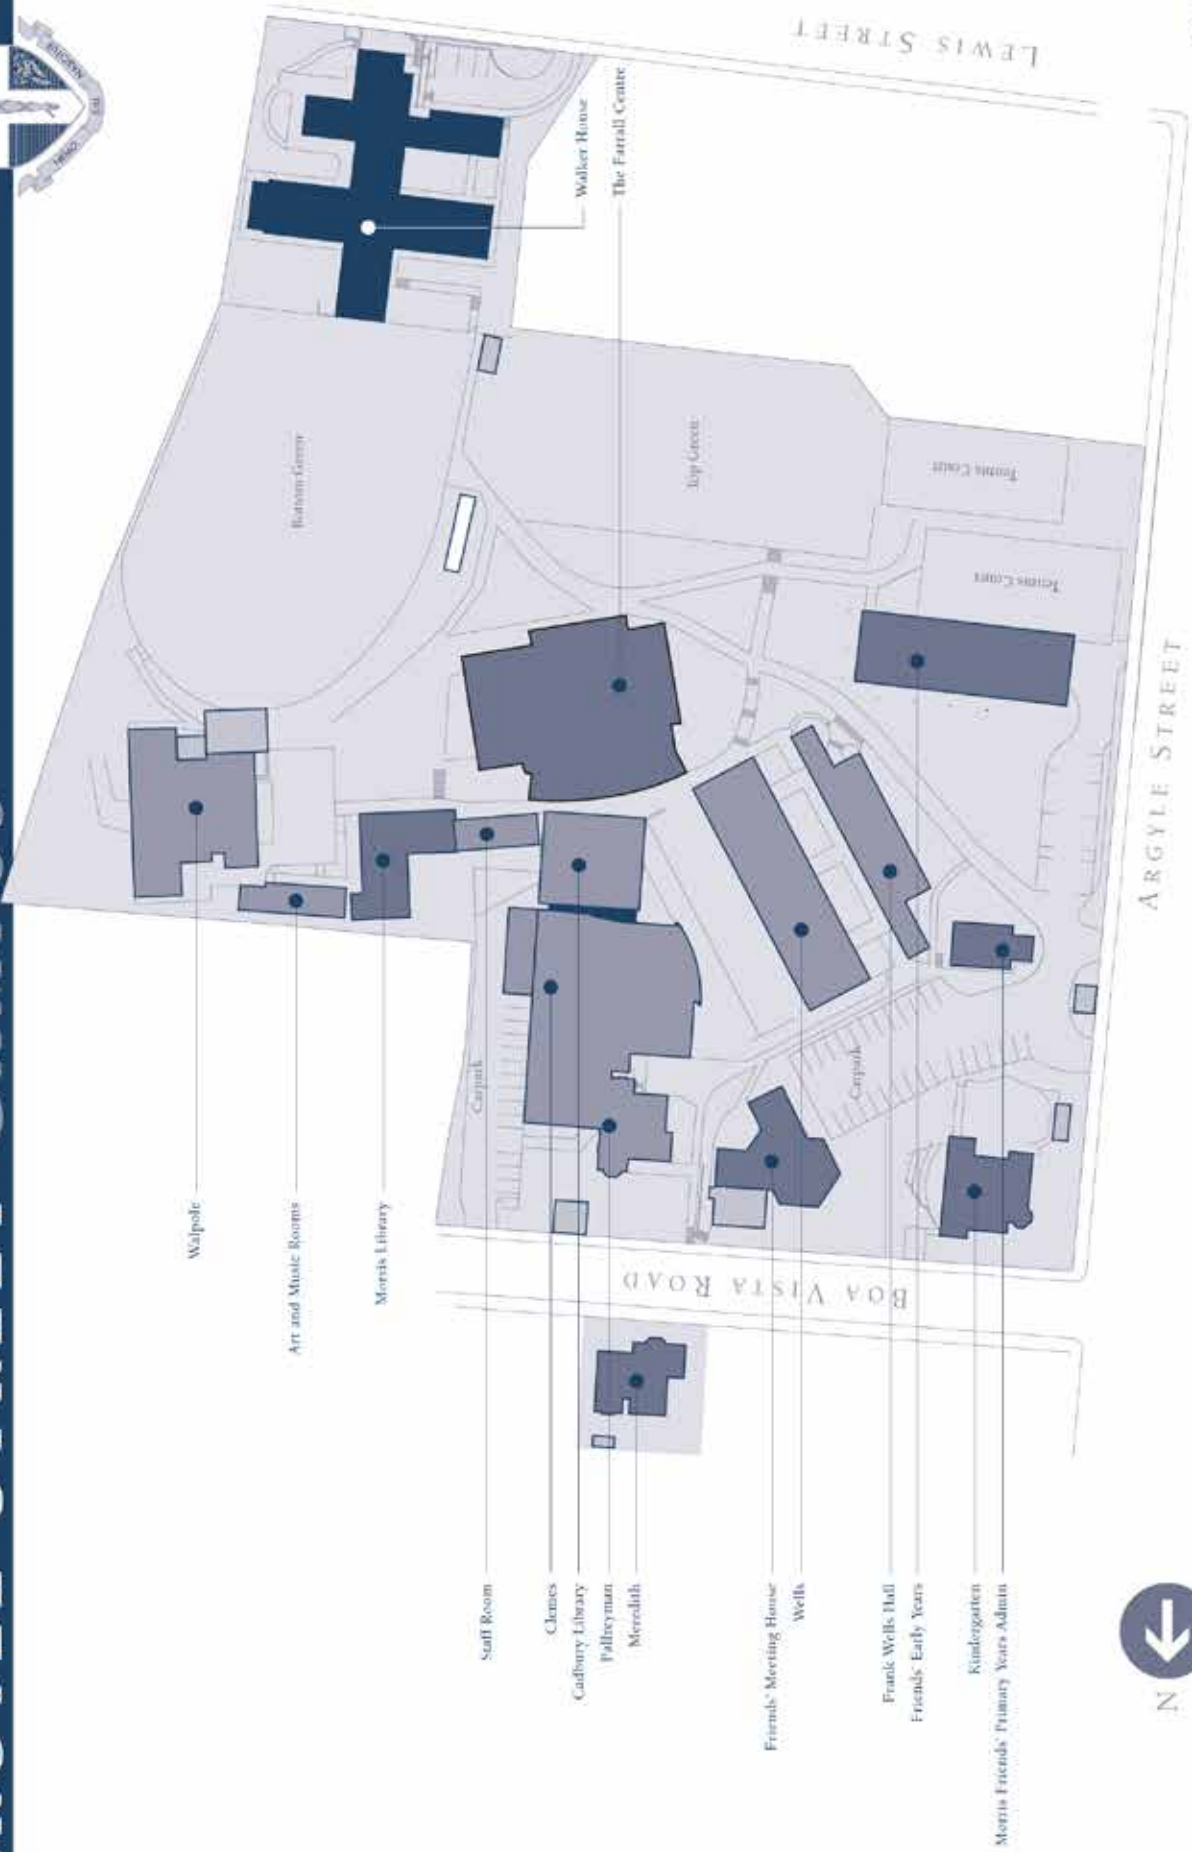 NASCOR
LEWIS STREET
Walker House
The Farrall Centre
Bottom Green
Top Green
Tennis Court
Tennis Court
ARGYLE STREET
Carpark
Carpark
BOA VISTA ROAD
Walpole
Art and Music Rooms
Morris Library
Staff Room
Clemes
Cadbury Library
Palfreyman
Meredith
Friends' Meeting House
Wells
Frank Wells Hall
Friends' Early Years
Kindergarten
Morris Friends' Primary Years Admin
N